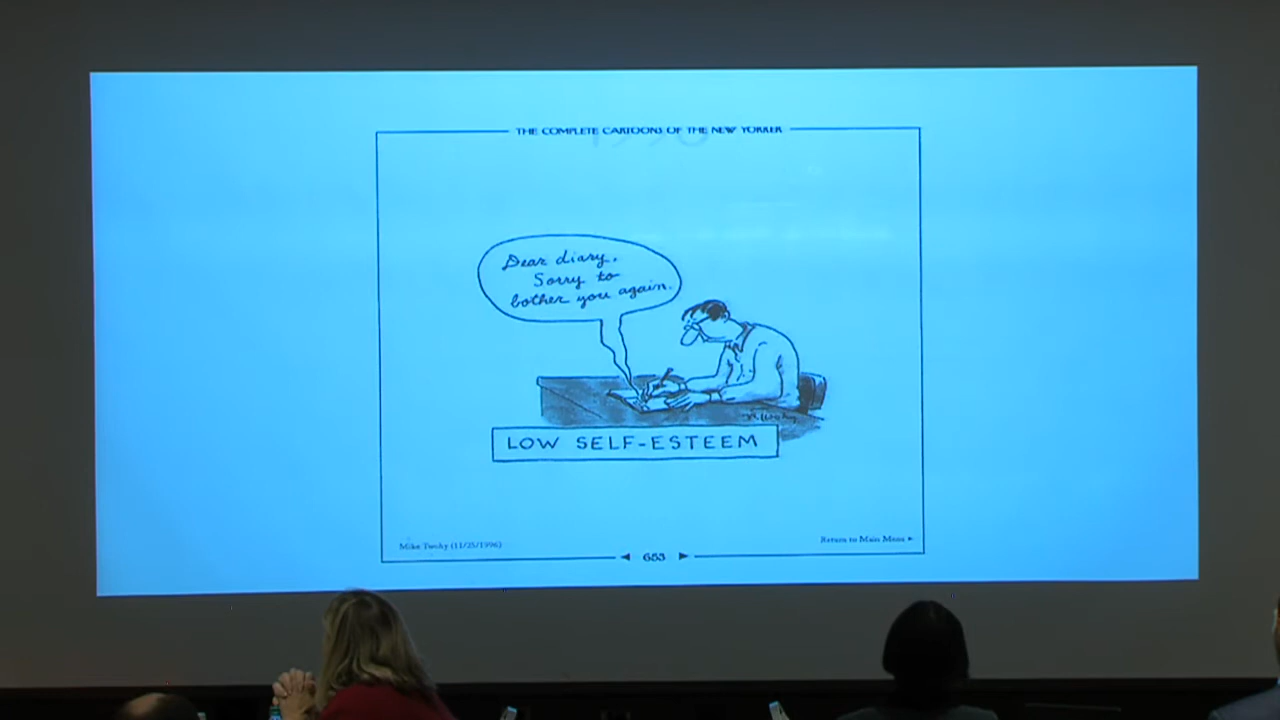 THE COMPLETE CARTOONS OF THE NEW YORKER
Dear diary,
Sorry to
bother you again.
LOW SELF-ESTEEM
Mike Twohy (11/25/1996)
Return to Main Menu ►
◄ 653 ►